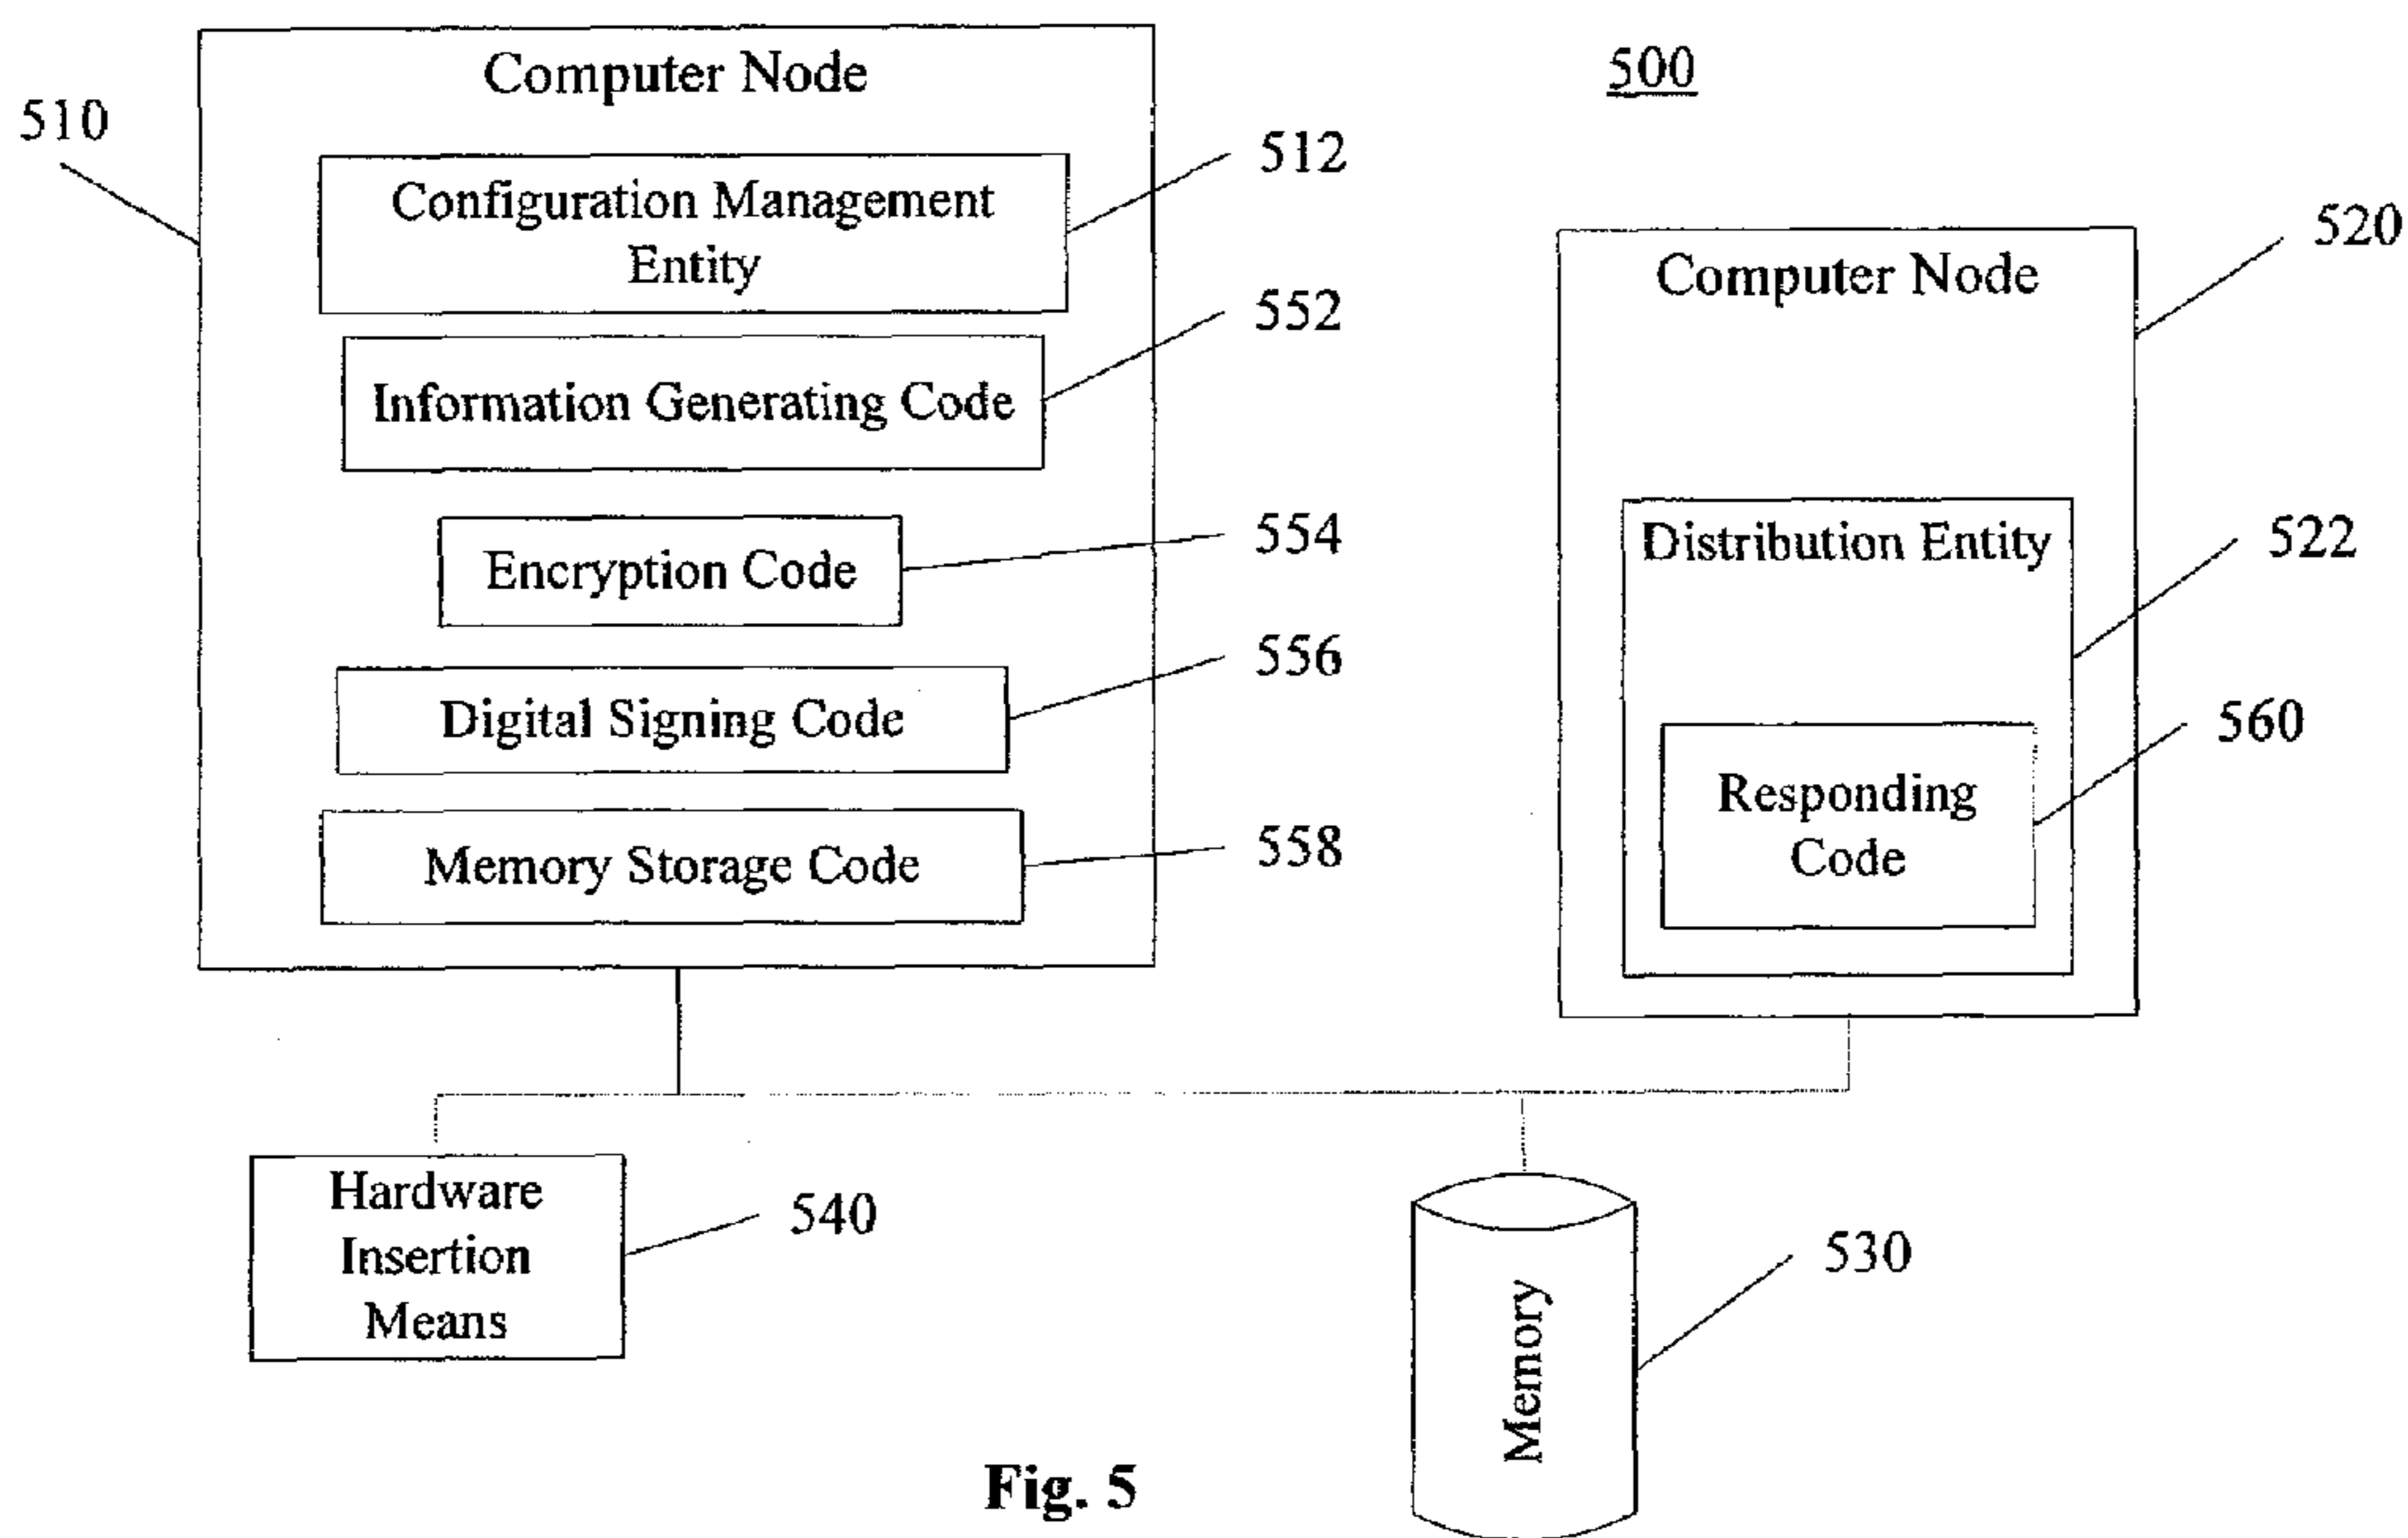 Computer Node
500
510
Configuration Management
Entity
512
Information Generating Code
552
Encryption Code
554
Digital Signing Code
556
Memory Storage Code
558
Computer Node
520
Distribution Entity
522
Responding
Code
560
Hardware
Insertion
Means
540
Memory
530
Fig. 5